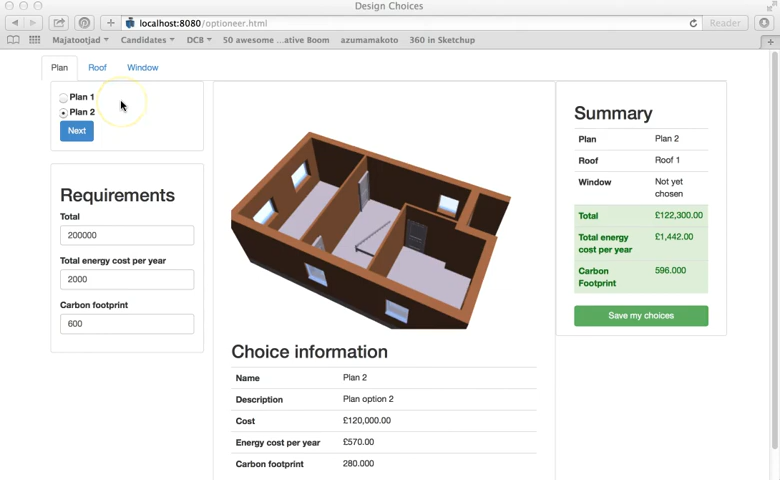 Design Choices
localhost:8080/optioneer.html
Reader
Majatootjad Candidates DCB 50 awesome ...ative Boom azumamakoto 360 in Sketchup
Plan Roof Window
Plan 1
Plan 2
Next
Requirements
Total
200000
Total energy cost per year
2000
Carbon footprint
600
Choice information
Name Plan 2
Description Plan option 2
Cost £120,000.00
Energy cost per year £570.00
Carbon footprint 280.000
Summary
Plan Plan 2
Roof Roof 1
Window Not yet
chosen
Total £122,300.00
Total energy £1,442.00
cost per year
Carbon 596.000
Footprint
Save my choices